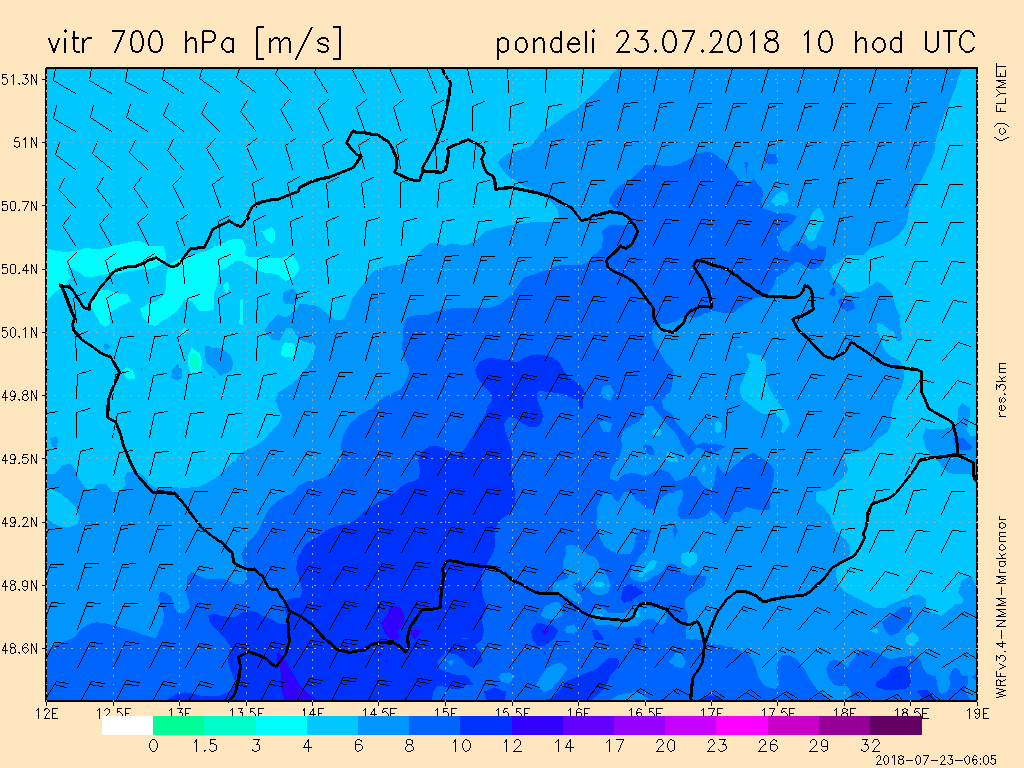 vitr 700 hPa [m/s]
pondeli 23.07.2018 10 hod UTC
(c) FLYMET
51.3N
51N
50.7N
50.4N
50.1N
49.8N
49.5N
49.2N
48.9N
48.6N
res.3km
WRFv3.4-NMM-Mrakomor
12E 12.5E 13E 13.5E 14E 14.5E 15E 15.5E 16E 16.5E 17E 17.5E 18E 18.5E 19E
0 1.5 3 4 6 8 10 12 14 17 20 23 26 29 32
2018-07-23-06:05